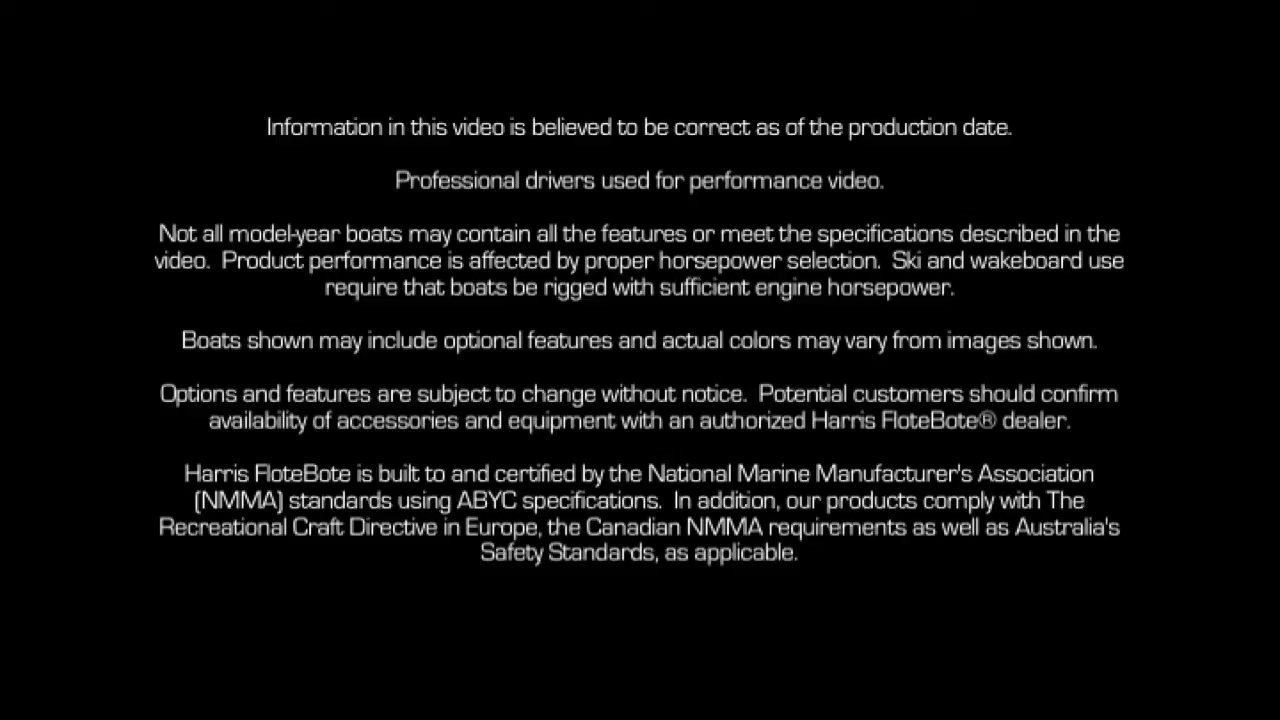 Information in this video is believed to be correct as of the production date.
Professional drivers used for performance video.
Not all model-year boats may contain all the features or meet the specifications described in the
video.  Product performance is affected by proper horsepower selection.  Ski and wakeboard use
require that boats be rigged with sufficient engine horsepower.
Boats shown may include optional features and actual colors may vary from images shown.
Options and features are subject to change without notice.  Potential customers should confirm
availability of accessories and equipment with an authorized Harris FloteBote® dealer.
Harris FloteBote is built to and certified by the National Marine Manufacturer's Association
(NMMA) standards using ABYC specifications.  In addition, our products comply with The
Recreational Craft Directive in Europe, the Canadian NMMA requirements as well as Australia's
Safety Standards, as applicable.